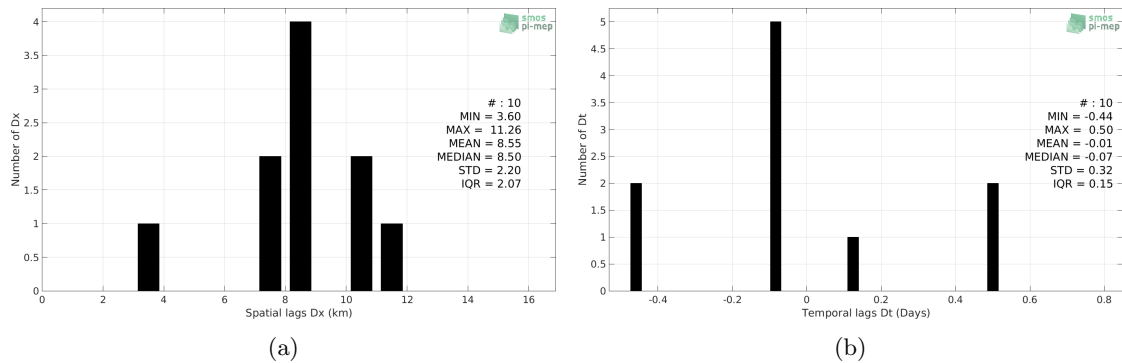 4
3.5
3
2.5
2
1.5
1
0.5
0
Number of Dx
smos
pi-mep
# : 10
MIN = 3.60
MAX = 11.26
MEAN = 8.55
MEDIAN = 8.50
STD = 2.20
IQR = 2.07
0 2 4 6 8 10 12 14 16
Spatial lags Dx (km)
(a)
5
4.5
4
3.5
3
2.5
2
1.5
1
0.5
0
Number of Dt
smos
pi-mep
# : 10
MIN = -0.44
MAX = 0.50
MEAN = -0.01
MEDIAN = -0.07
STD = 0.32
IQR = 0.15
-0.4 -0.2 0 0.2 0.4 0.6 0.8
Temporal lags Dt (Days)
(b)